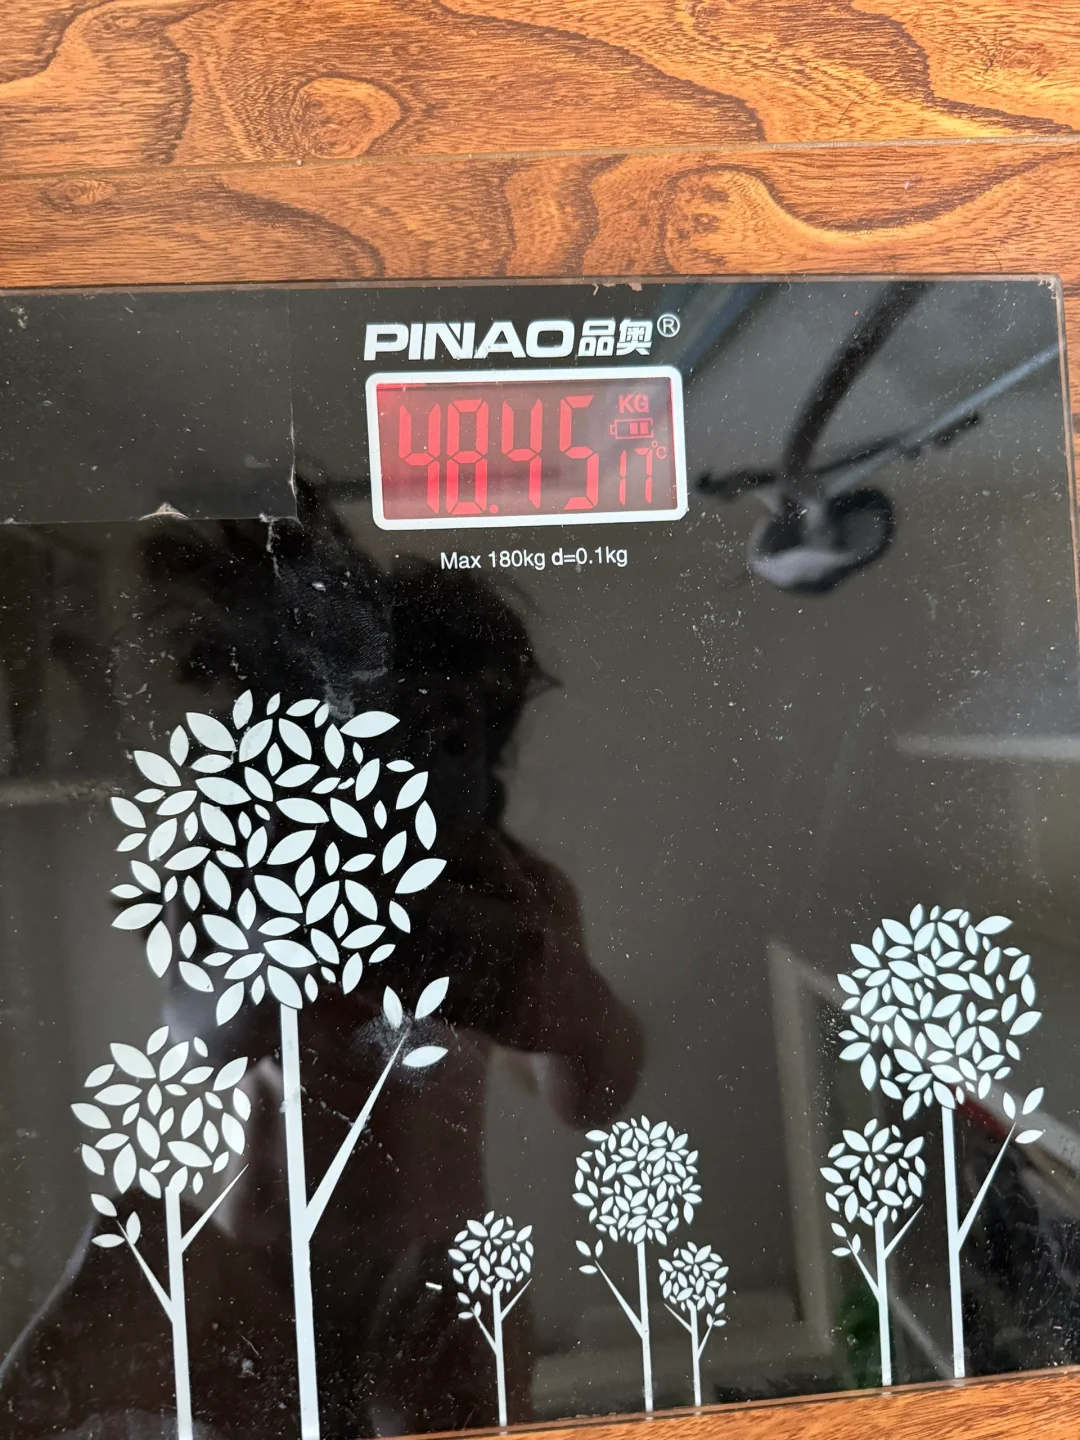 PINAO品奥®
48.45 KG
17°C
Max 180kg d=0.1kg